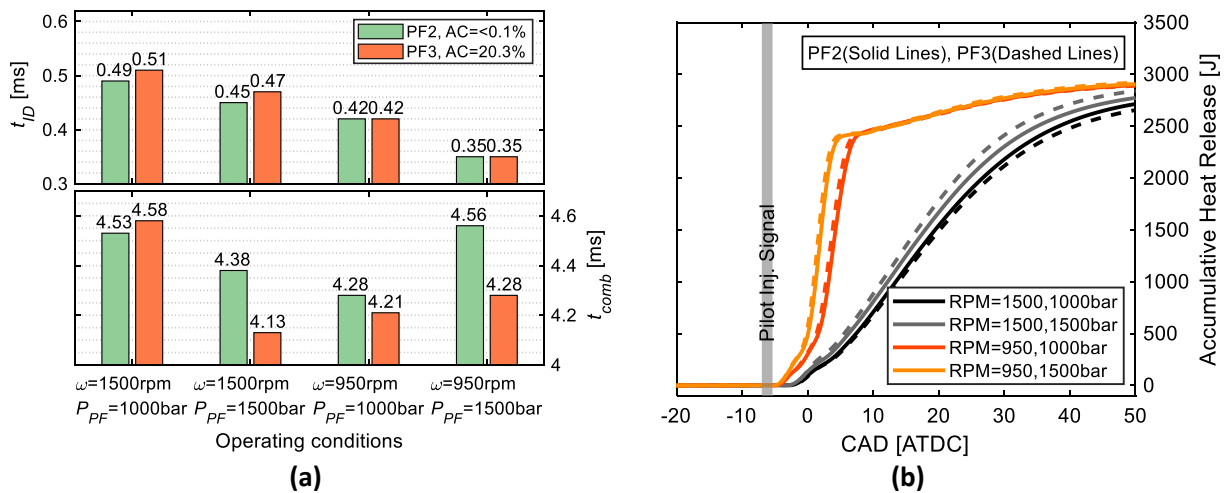 0.6
0.5
0.4
0.3
t_ID [ms]
PF2, AC=<0.1%
PF3, AC=20.3%
0.49
0.51
0.45
0.47
0.42
0.42
0.35
0.35
4.53
4.58
4.38
4.13
4.28
4.21
4.56
4.28
4.6
4.4
4.2
4
t_comb [ms]
ω=1500rpm
P_PF=1000bar
ω=1500rpm
P_PF=1500bar
ω=950rpm
P_PF=1000bar
ω=950rpm
P_PF=1500bar
Operating conditions
(a)
PF2(Solid Lines), PF3(Dashed Lines)
Pilot Inj. Signal
RPM=1500,1000bar
RPM=1500,1500bar
RPM=950,1000bar
RPM=950,1500bar
3500
3000
2500
2000
1500
1000
500
0
Accumulative Heat Release [J]
-20
-10
0
10
20
30
40
50
CAD [ATDC]
(b)